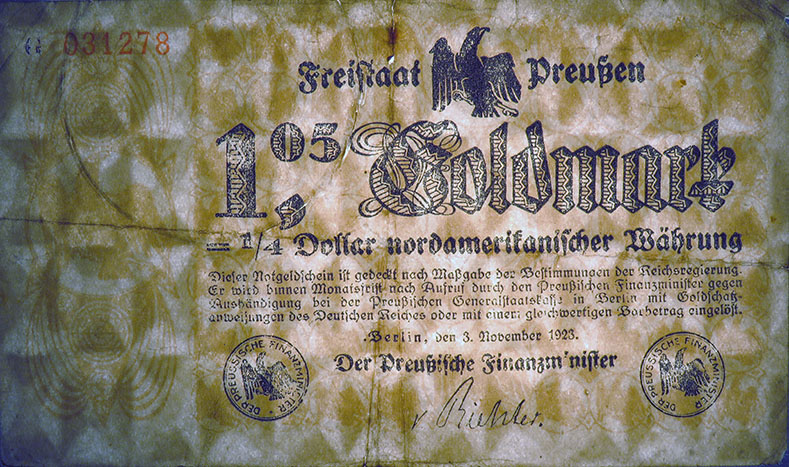 031278
Freistaat Preußen
1,05 Goldmark
= 1/4 Dollar nordamerikanischer Währung
Dieser Notgeldschein ist gedeckt nach Maßgabe der Bestimmungen der Reichsregierung.
Er wird binnen Monatsfrist nach Aufruf durch den Preußischen Finanzminister gegen
Aushändigung bei der Preußischen Generalstaatskasse in Berlin mit Goldschatz-
anweisungen des Deutschen Reiches oder mit einem gleichwertigen Barbetrag eingelöst.
Berlin, den 3. November 1923.
Der Preußische Finanzminister
DER PREUSSISCHE FINANZMINISTER
DER PREUSSISCHE FINANZMINISTER
v Richter.